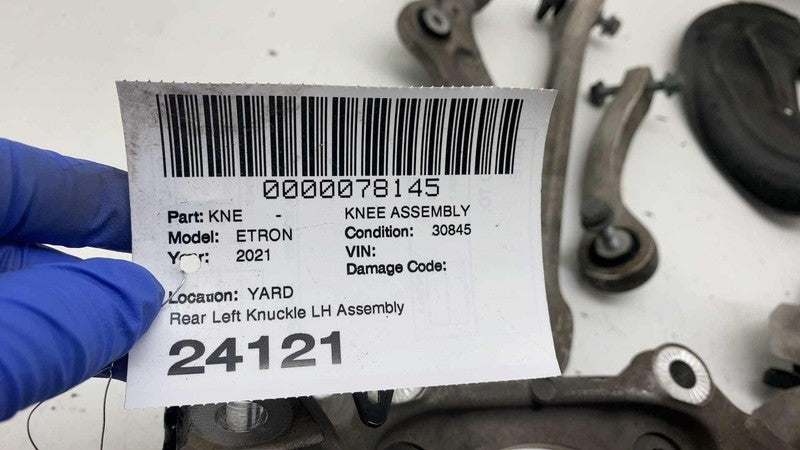 0000078145
Part: KNE - KNEE ASSEMBLY
Model: ETRON Condition: 30845
Year: 2021 VIN:
Damage Code:
Location: YARD
Rear Left Knuckle LH Assembly
24121